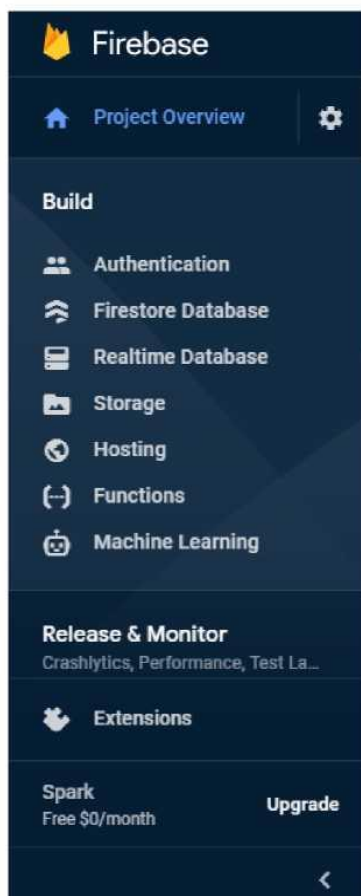 Firebase
Project Overview
Build
Authentication
Firestore Database
Realtime Database
Storage
Hosting
Functions
Machine Learning
Release & Monitor
Crashlytics, Performance, Test La...
Extensions
Spark
Free $0/month Upgrade